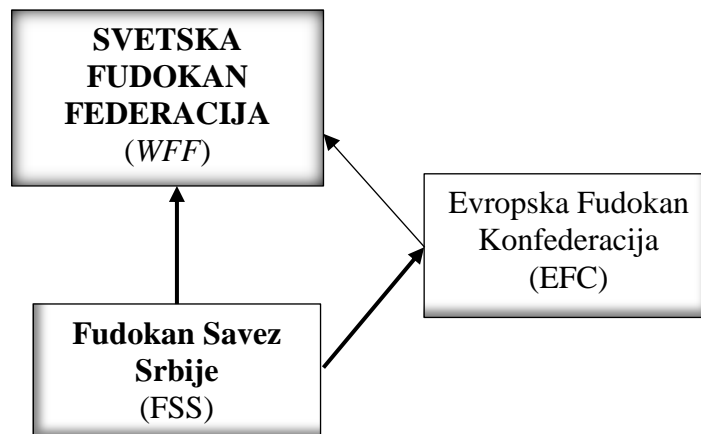 SVETSKA
FUDOKAN
FEDERACIJA
(WFF)
Evropska Fudokan
Konfederacija
(EFC)
Fudokan Savez
Srbije
(FSS)